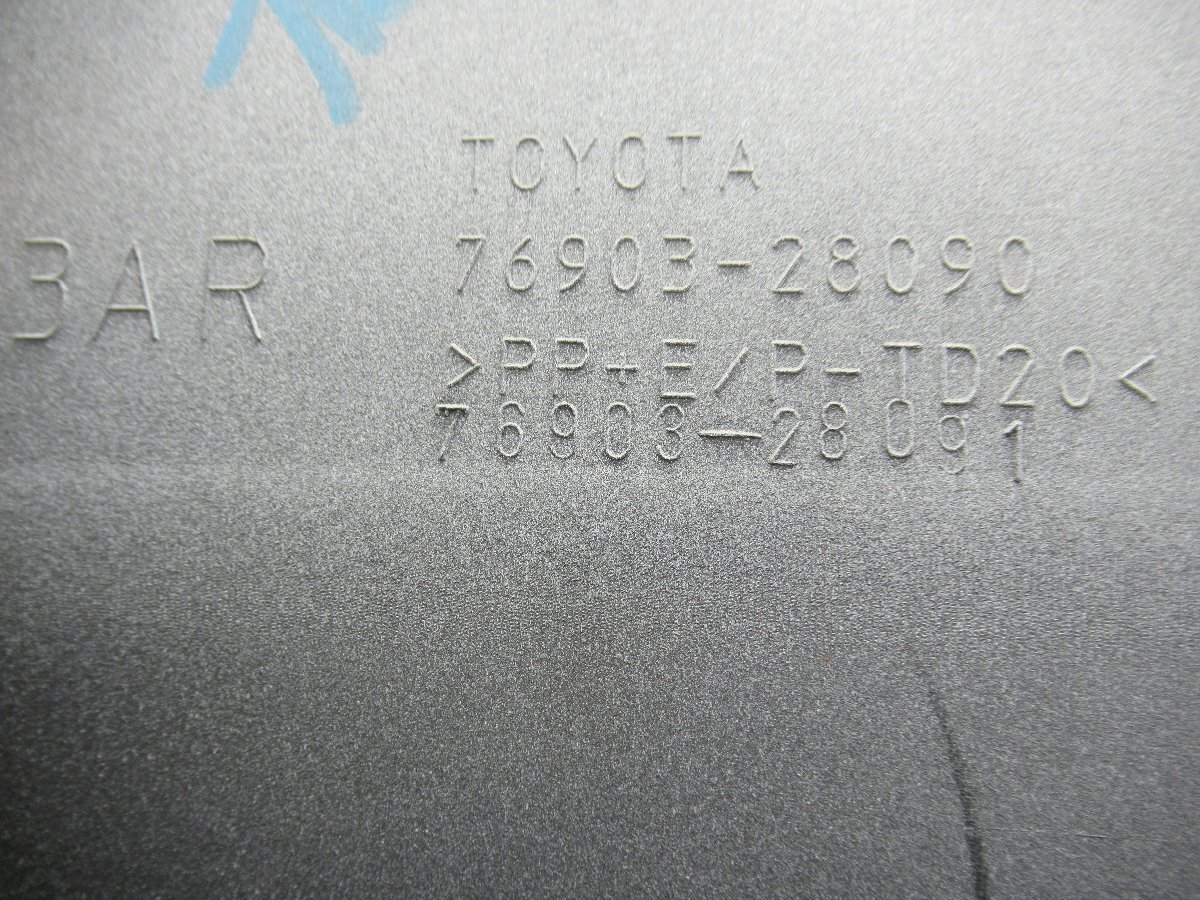 TOYOTA
76903-28090
BAR
>PP+E/P-TD20<
76903-28091